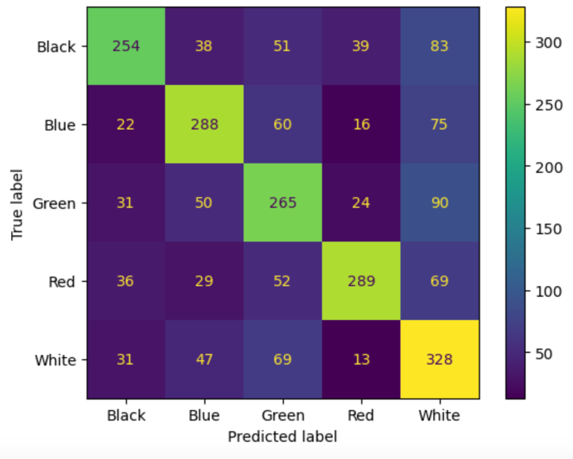 Black 254 38 51 39 83
Blue 22 288 60 16 75
Green 31 50 265 24 90
Red 36 29 52 289 69
White 31 47 69 13 328
Black Blue Green Red White
Predicted label
True label
300
250
200
150
100
50